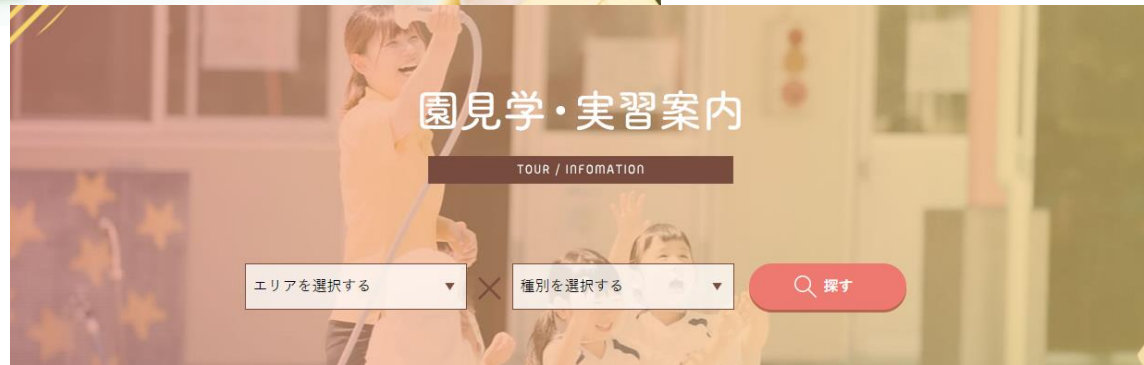 園見学・実習案内
TOUR / INFOMATION
エリアを選択する ▼ × 種別を選択する ▼ 探す